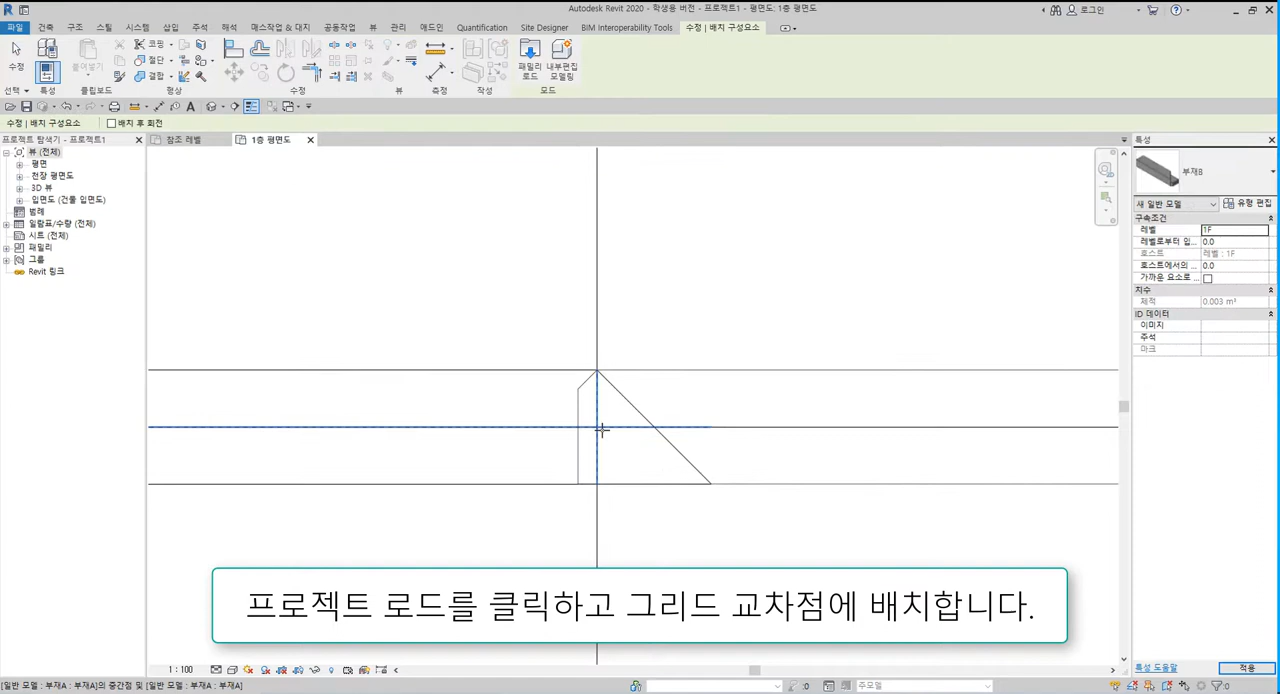 Autodesk Revit 2020 - 학생용 버전 - 프로젝트1 - 평면도: 1층 평면도
로그인
파일 건축 구조 스틸 시스템 삽입 주석 해석 매스작업 & 대지 공동작업 뷰 관리 애드인 Quantification Site Designer BIM Interoperability Tools 수정 | 배치 구성요소
수정
붙여넣기
코핑
절단
결합
패밀리
로드
내부편집
모델링
선택 특성 클립보드 형상 수정 뷰 측정 작성 모드
수정 | 배치 구성요소
배치 후 회전
프로젝트 탐색기 - 프로젝트1
참조 레벨
1층 평면도
뷰 (전체)
평면
천장 평면도
3D 뷰
입면도 (건물 입면도)
범례
일람표/수량 (전체)
시트 (전체)
패밀리
그룹
Revit 링크
특성
부재B
새 일반 모델
유형 편집
구속조건
레벨 1F
레벨로부터 입... 0.0
호스트 레벨 : 1F
호스트에서의 ... 0.0
가까운 요소로 ...
치수
체적 0.003 m³
ID 데이터
이미지
주석
마크
프로젝트 로드를 클릭하고 그리드 교차점에 배치합니다.
1 : 100
특성 도움말
적용
[일반 모델 : 부재A : 부재A]의 중간점 및 [일반 모델 : 부재A : 부재A]
:0
주모델
:0